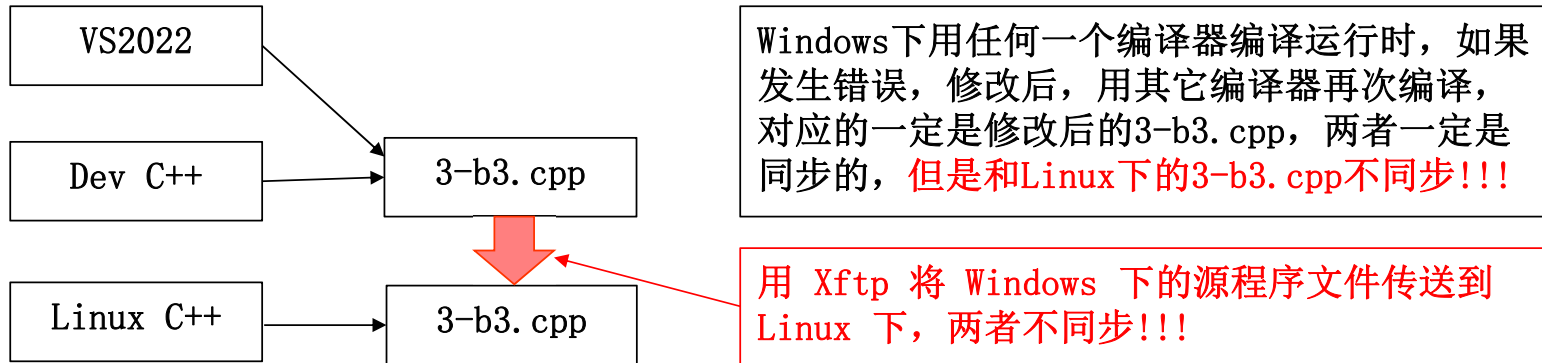 VS2022
Dev C++
Linux C++
3-b3.cpp
3-b3.cpp
Windows下用任何一个编译器编译运行时，如果
发生错误，修改后，用其它编译器再次编译，
对应的一定是修改后的3-b3.cpp，两者一定是
同步的，但是和Linux下的3-b3.cpp不同步!!!
用 Xftp 将 Windows 下的源程序文件传送到
Linux 下，两者不同步!!!